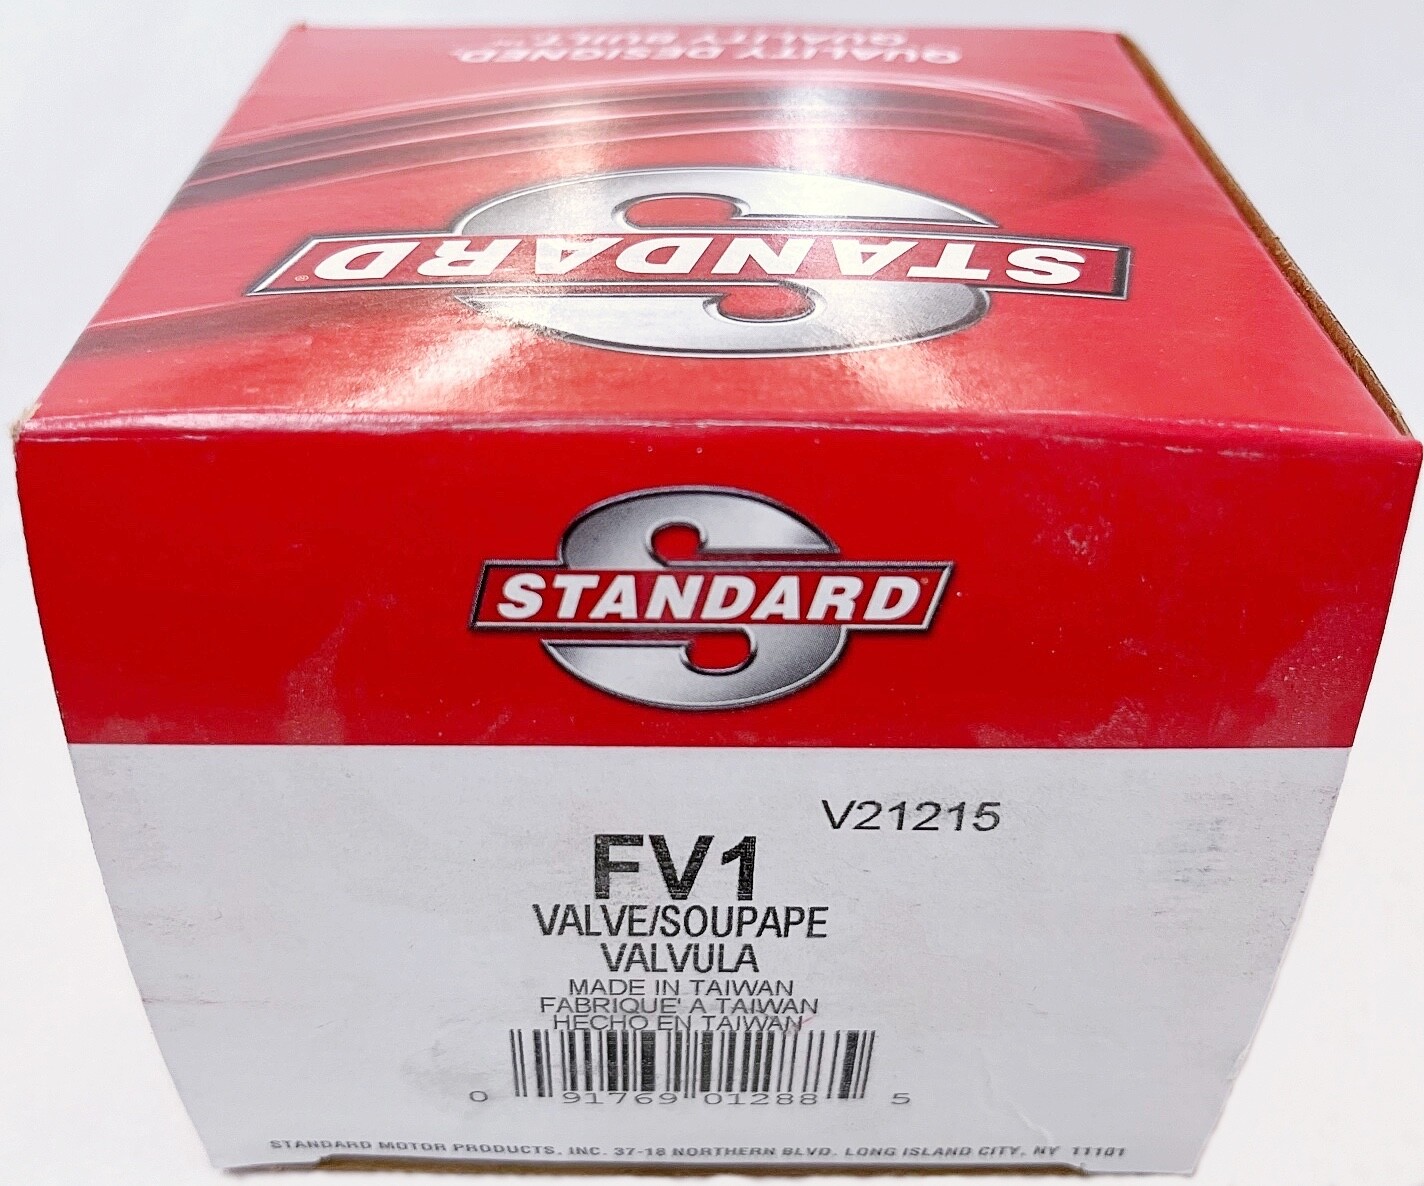 QUALITY DESIGNED.
QUALITY BUILT.™
STANDARD®
STANDARD®
V21215
FV1
VALVE/SOUPAPE
VALVULA
MADE IN TAIWAN
FABRIQUE' A TAIWAN
HECHO EN TAIWAN
0 91769 01288 5
STANDARD MOTOR PRODUCTS, INC. 37-18 NORTHERN BLVD. LONG ISLAND CITY, NY 11101